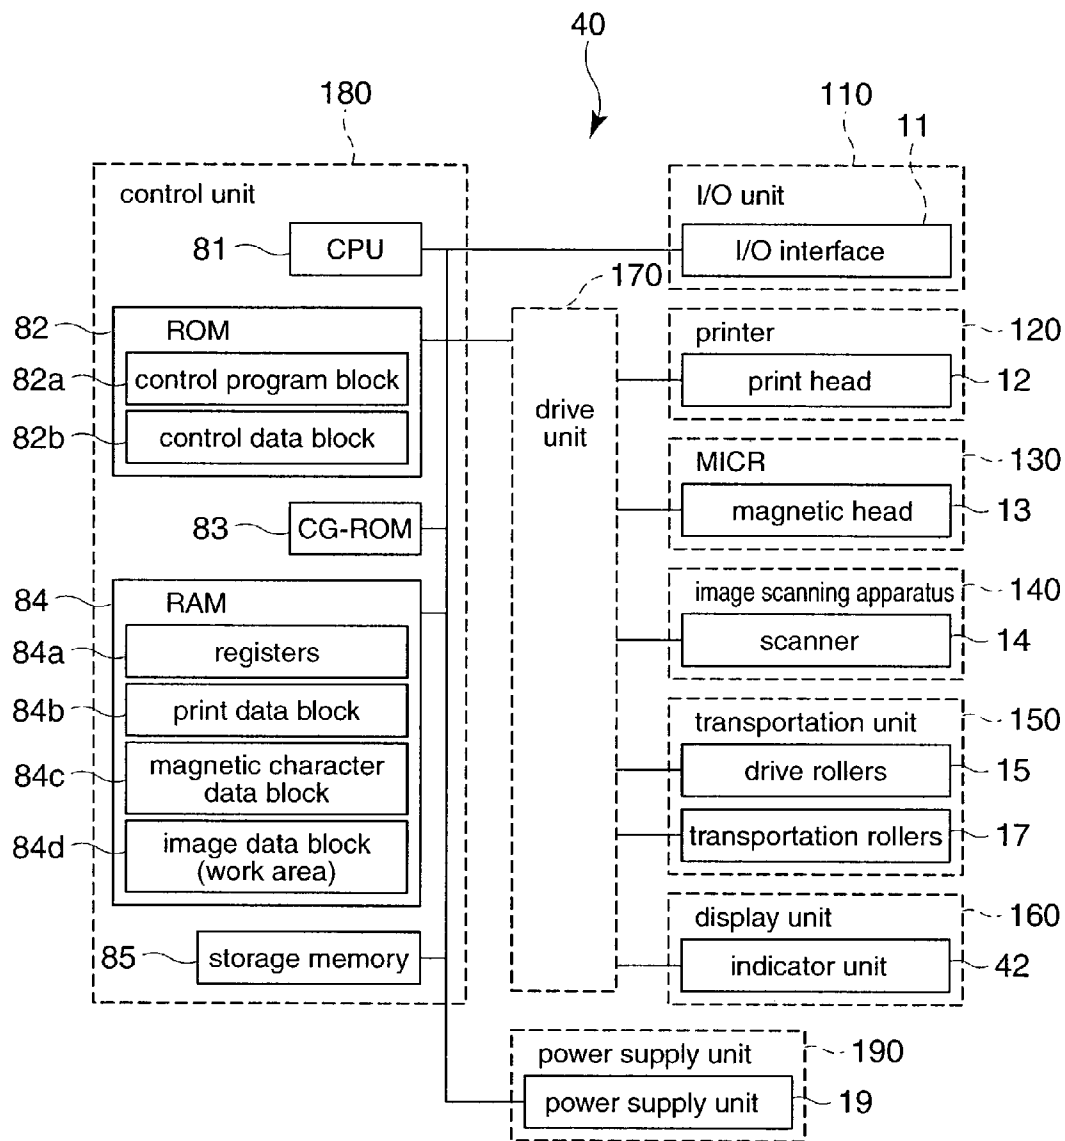 40
180
110
11
control unit
I/O unit
81
CPU
I/O interface
170
82
ROM
printer
120
82a
control program block
print head
12
82b
control data block
drive
unit
MICR
130
83
CG-ROM
magnetic head
13
84
RAM
image scanning apparatus
140
84a
registers
scanner
14
84b
print data block
transportation unit
150
84c
magnetic character
data block
drive rollers
15
84d
image data block
(work area)
transportation rollers
17
display unit
160
85
storage memory
indicator unit
42
power supply unit
190
power supply unit
19